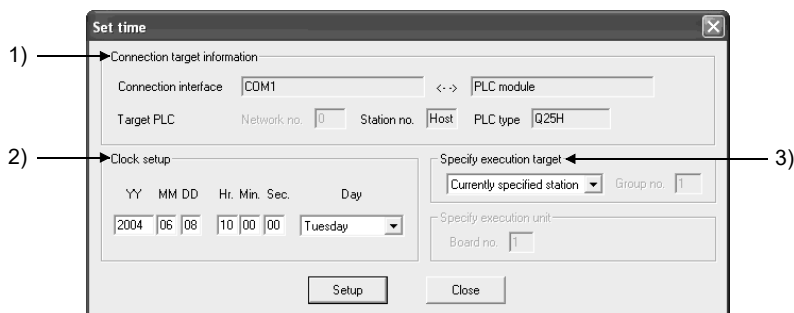 Set time
1)
Connection target information
Connection interface COM1 <--> PLC module
Target PLC Network no. 0 Station no. Host PLC type Q25H
2)
Clock setup
YY MM DD Hr. Min. Sec. Day
2004 06 08 10 00 00 Tuesday
Specify execution target
3)
Currently specified station Group no. 1
Specify execution unit
Board no. 1
Setup Close